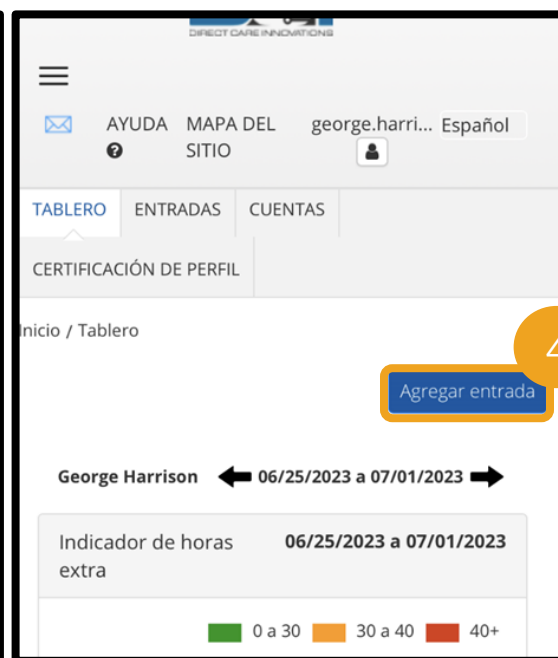 DIRECT CARE INNOVATIONS
AYUDA MAPA DEL SITIO george.harri... Español
TABLERO ENTRADAS CUENTAS
CERTIFICACIÓN DE PERFIL
Inicio / Tablero
4
Agregar entrada
George Harrison 06/25/2023 a 07/01/2023
Indicador de horas extra 06/25/2023 a 07/01/2023
0 a 30 30 a 40 40+